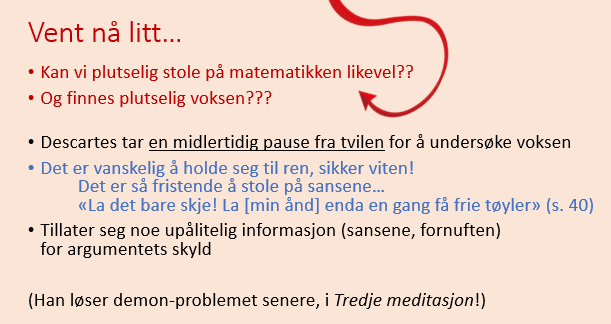 Vent nå litt…
• Kan vi plutselig stole på matematikken likevel??
• Og finnes plutselig voksen???
• Descartes tar en midlertidig pause fra tvilen for å undersøke voksen
• Det er vanskelig å holde seg til ren, sikker viten!
Det er så fristende å stole på sansene…
«La det bare skje! La [min ånd] enda en gang få frie tøyler» (s. 40)
• Tillater seg noe upålitelig informasjon (sansene, fornuften)
for argumentets skyld
(Han løser demon-problemet senere, i Tredje meditasjon!)